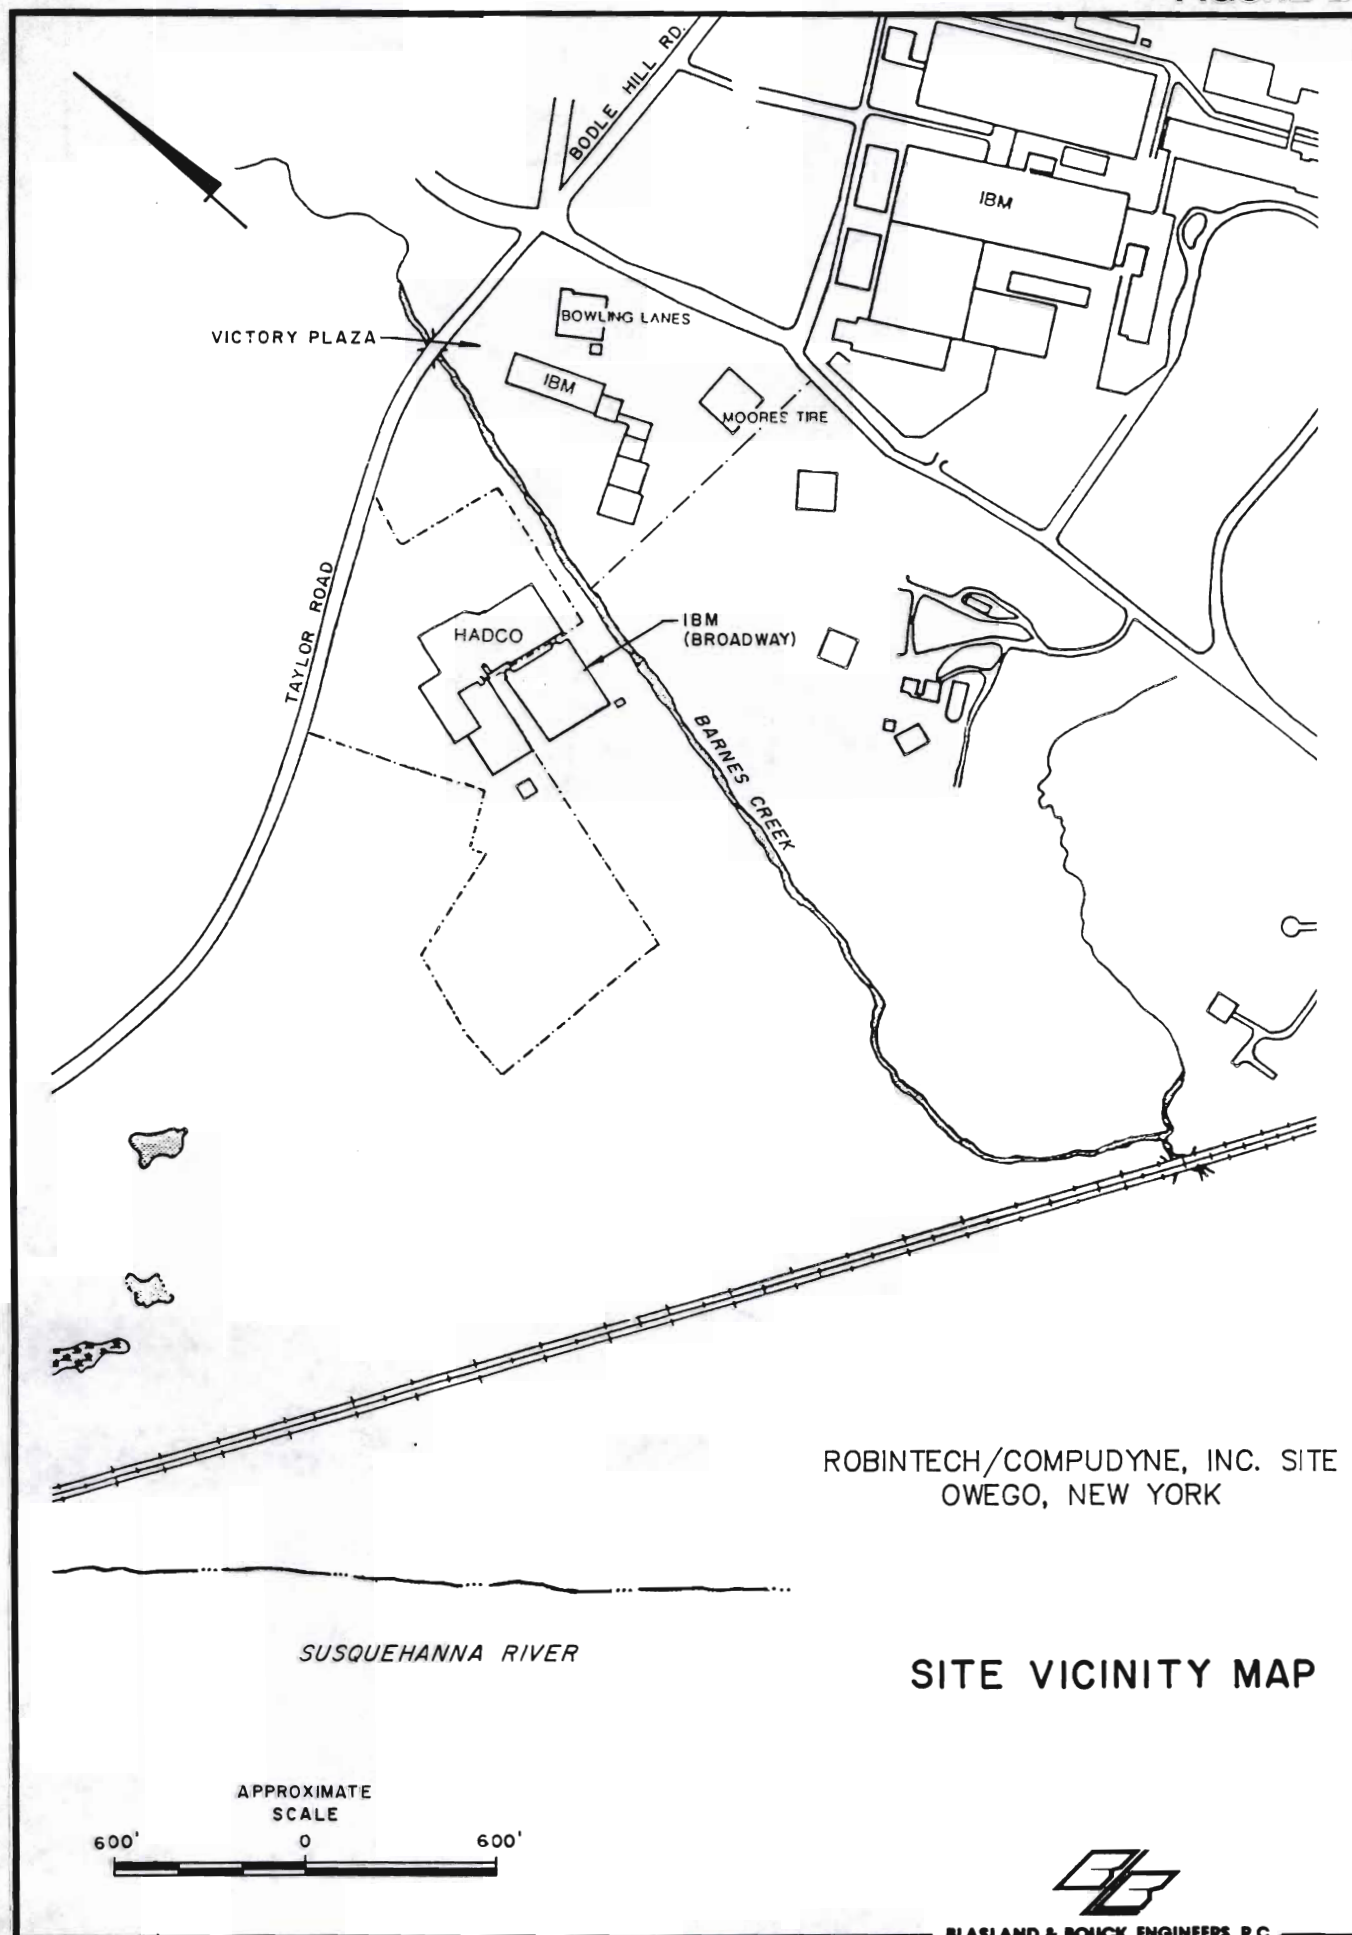 BODLE HILL RD.
IBM
BOWLING LANES
VICTORY PLAZA
IBM
MOORES TIRE
TAYLOR ROAD
HADCO
IBM
(BROADWAY)
BARNES CREEK
ROBINTECH/COMPUDYNE, INC. SITE
OWEGO, NEW YORK
SUSQUEHANNA RIVER
SITE VICINITY MAP
APPROXIMATE
SCALE
600' 0 600'
BLASLAND & BOUCK ENGINEERS, P.C.